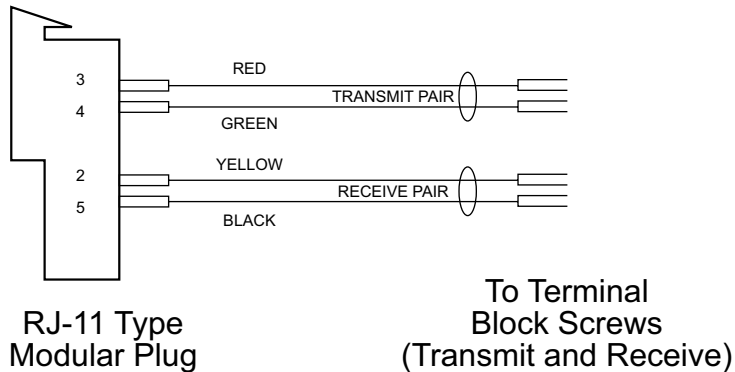 3
RED
TRANSMIT PAIR
4
GREEN
2
YELLOW
RECEIVE PAIR
5
BLACK
RJ-11 Type
Modular Plug
To Terminal
Block Screws
(Transmit and Receive)